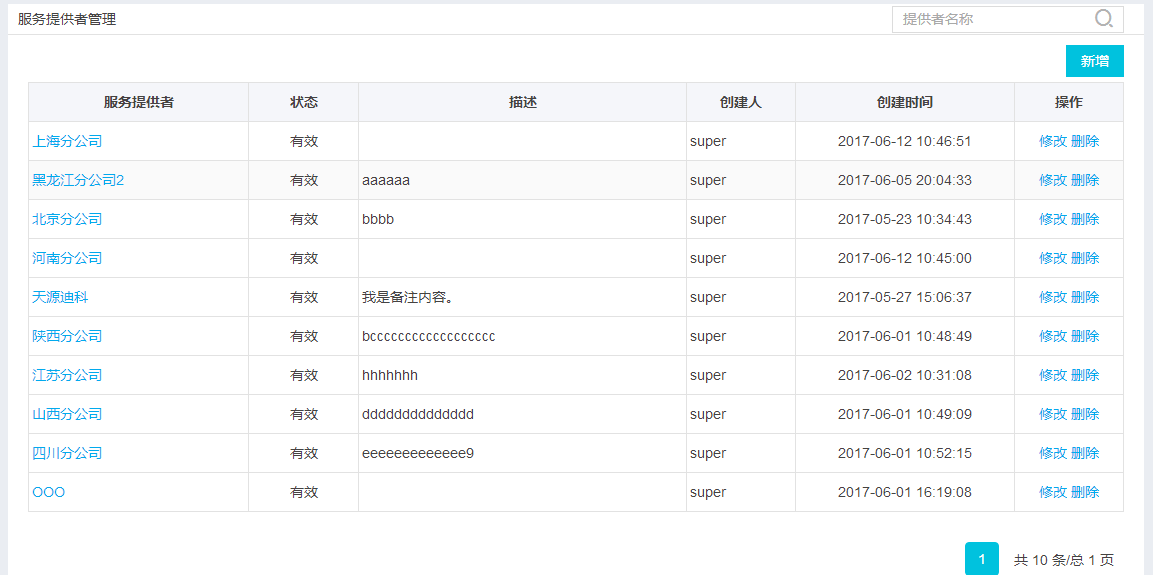 服务提供者管理 提供者名称
新增
服务提供者 状态 描述 创建人 创建时间 操作
上海分公司 有效 super 2017-06-12 10:46:51 修改 删除
黑龙江分公司2 有效 aaaaaa super 2017-06-05 20:04:33 修改 删除
北京分公司 有效 bbbb super 2017-05-23 10:34:43 修改 删除
河南分公司 有效 super 2017-06-12 10:45:00 修改 删除
天源迪科 有效 我是备注内容。 super 2017-05-27 15:06:37 修改 删除
陕西分公司 有效 bcccccccccccccccccc super 2017-06-01 10:48:49 修改 删除
江苏分公司 有效 hhhhhhh super 2017-06-02 10:31:08 修改 删除
山西分公司 有效 dddddddddddddd super 2017-06-01 10:49:09 修改 删除
四川分公司 有效 eeeeeeeeeeeee9 super 2017-06-01 10:52:15 修改 删除
OOO 有效 super 2017-06-01 16:19:08 修改 删除
1 共 10 条/总 1 页